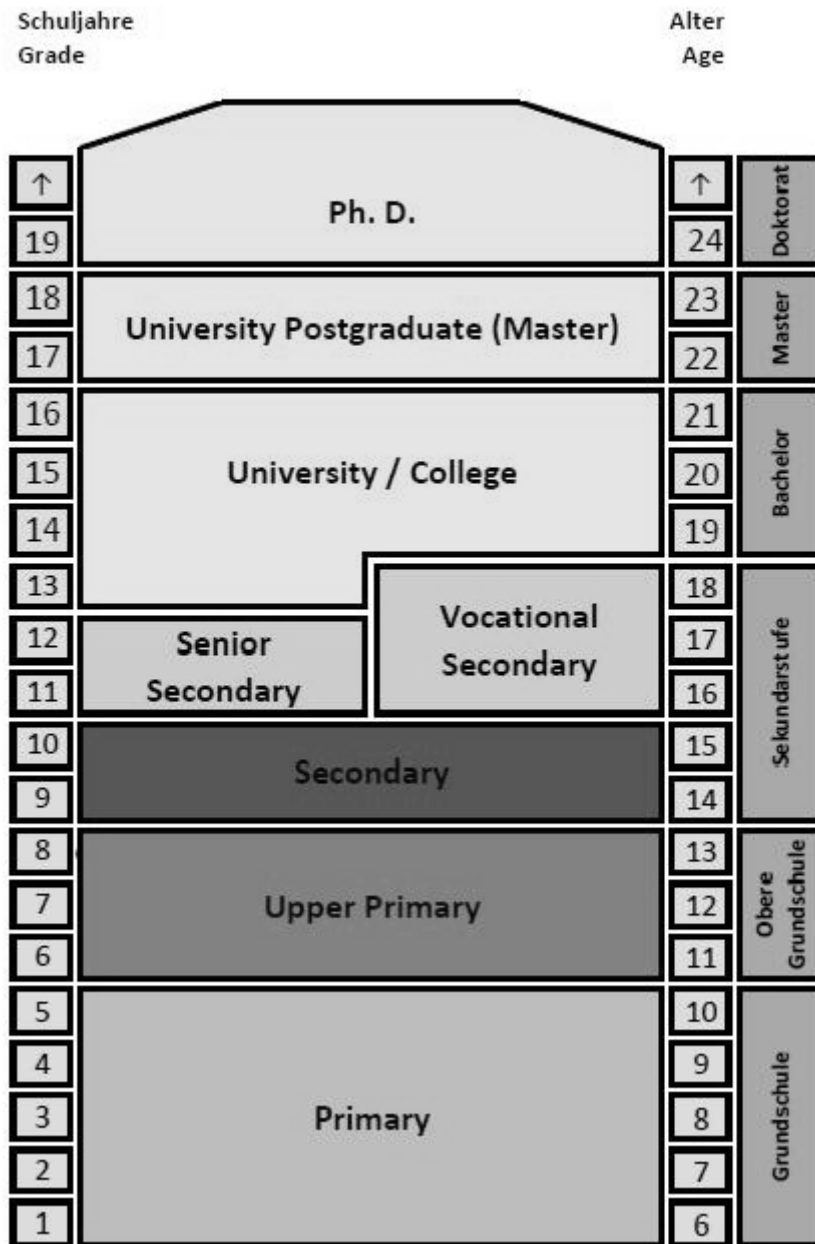 Schuljahre
Grade
Alter
Age
↑
Ph. D.
↑
Doktorat
19
24
18
University Postgraduate (Master)
23
Master
17
22
16
University / College
21
Bachelor
15
20
14
19
13
Vocational
Secondary
18
Sekundarstufe
12
Senior
Secondary
17
11
16
10
Secondary
15
9
14
8
Upper Primary
13
Obere
Grundschule
7
12
6
11
5
Primary
10
Grundschule
4
9
3
8
2
7
1
6